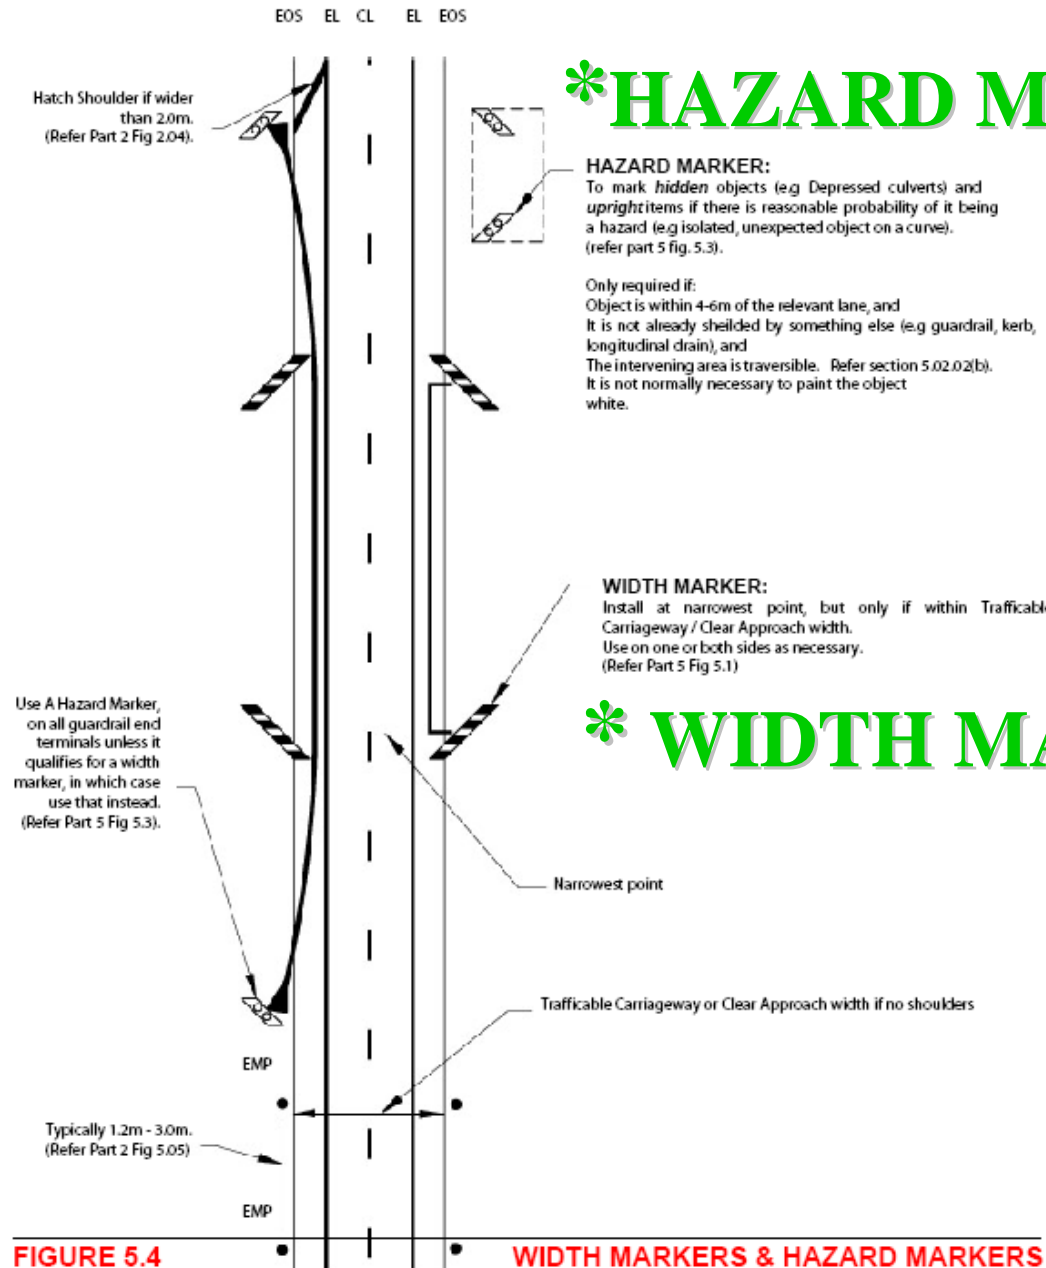 EOS EL CL EL EOS
*HAZARD M
Hatch Shoulder if wider
than 2.0m.
(Refer Part 2 Fig 2.04).
HAZARD MARKER:
To mark hidden objects (e.g Depressed culverts) and
upright items if there is reasonable probability of it being
a hazard (e.g isolated, unexpected object on a curve).
(refer part 5 fig. 5.3).
Only required if:
Object is within 4-6m of the relevant lane, and
It is not already sheilded by something else (e.g guardrail, kerb,
longitudinal drain), and
The intervening area is traversible. Refer section 5.02.02(b).
It is not normally necessary to paint the object
white.
WIDTH MARKER:
Install at narrowest point, but only if within Trafficable
Carriageway / Clear Approach width.
Use on one or both sides as necessary.
(Refer Part 5 Fig 5.1)
* WIDTH MA
Use A Hazard Marker,
on all guardrail end
terminals unless it
qualifies for a width
marker, in which case
use that instead.
(Refer Part 5 Fig 5.3).
Narrowest point
Trafficable Carriageway or Clear Approach width if no shoulders
EMP
Typically 1.2m - 3.0m.
(Refer Part 2 Fig 5.05)
EMP
FIGURE 5.4 WIDTH MARKERS & HAZARD MARKERS